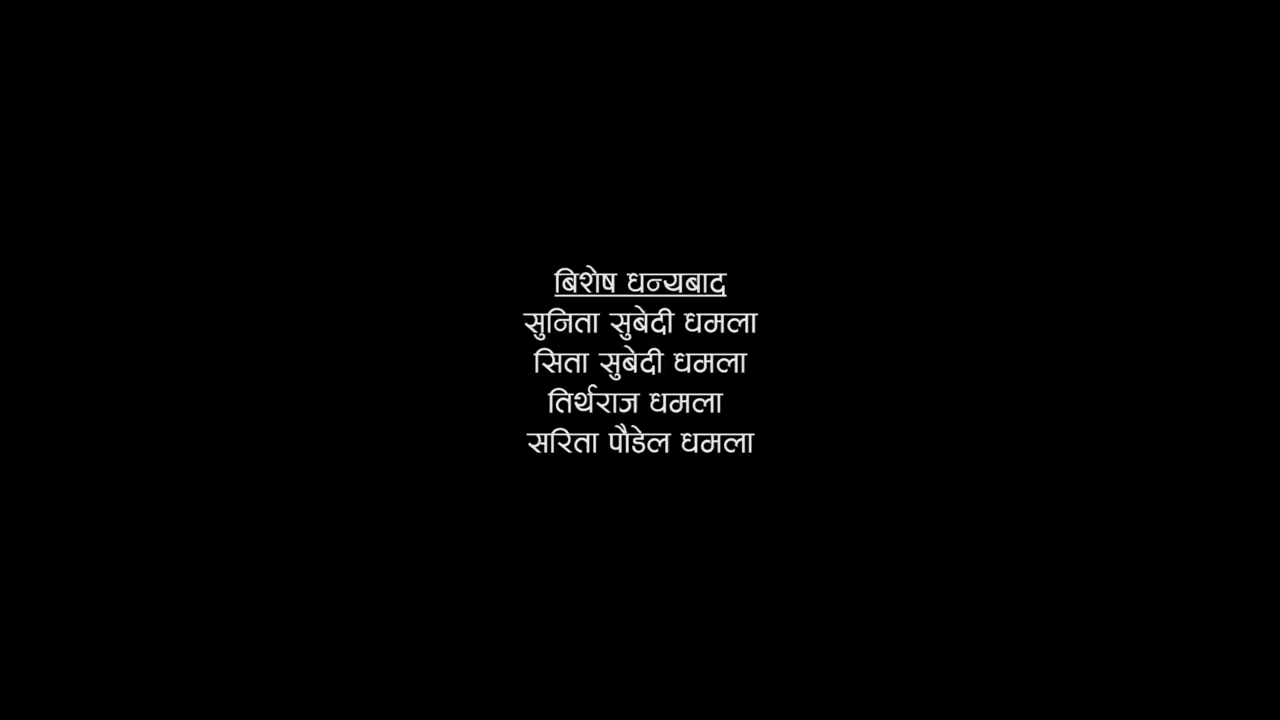 बिशेष धन्यबाद
सुनिता सुबेदी धमला
सिता सुबेदी धमला
तिर्थराज धमला
सरिता पौडेल धमला